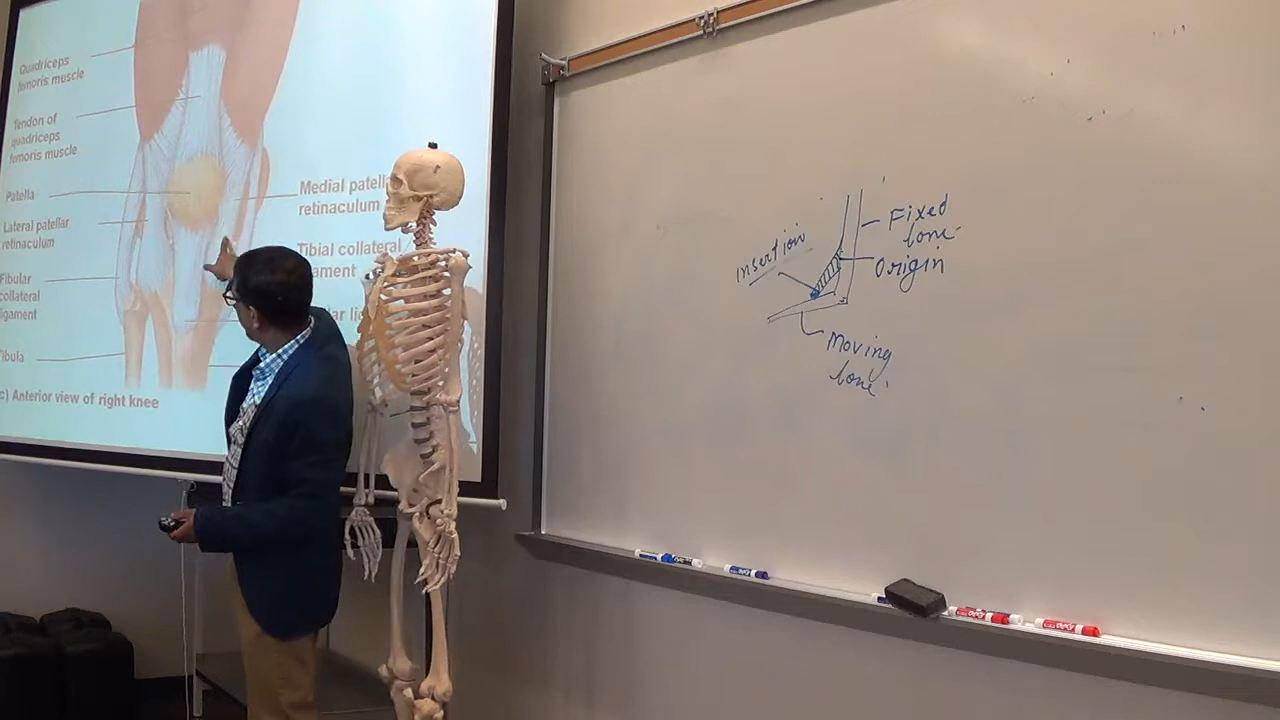 Quadriceps
femoris muscle
Tendon of
quadriceps
femoris muscle
Patella
Lateral patellar
retinaculum
Fibular
collateral
ligament
Medial patell
retinaculum
Tibial collateral
c) Anterior view of right knee
Insertion
Fixed
bone
Origin
Moving
bone